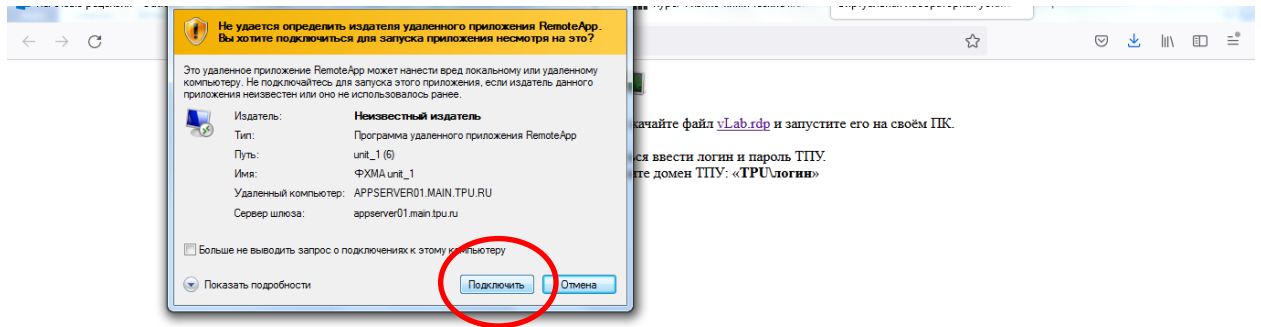 Не удается определить издателя удаленного приложения RemoteApp.
Вы хотите подключиться для запуска приложения несмотря на это?
Это удаленное приложение RemoteApp может нанести вред локальному или удаленному
компьютеру. Не подключайтесь для запуска этого приложения, если издатель данного
приложения неизвестен или оно не использовалось ранее.
Издатель: Неизвестный издатель
Тип: Программа удаленного приложения RemoteApp
Путь: unit_1 (6)
Имя: ФХМА unit_1
Удаленный компьютер: APPSERVER01.MAIN.TPU.RU
Сервер шлюза: appserver01.main.tpu.ru
Больше не выводить запрос о подключениях к этому компьютеру
Показать подробности
Подключить
Отмена
качайте файл vLab.rdp и запустите его на своём ПК.
ся ввести логин и пароль ТПУ.
те домен ТПУ: «TPU\логин»